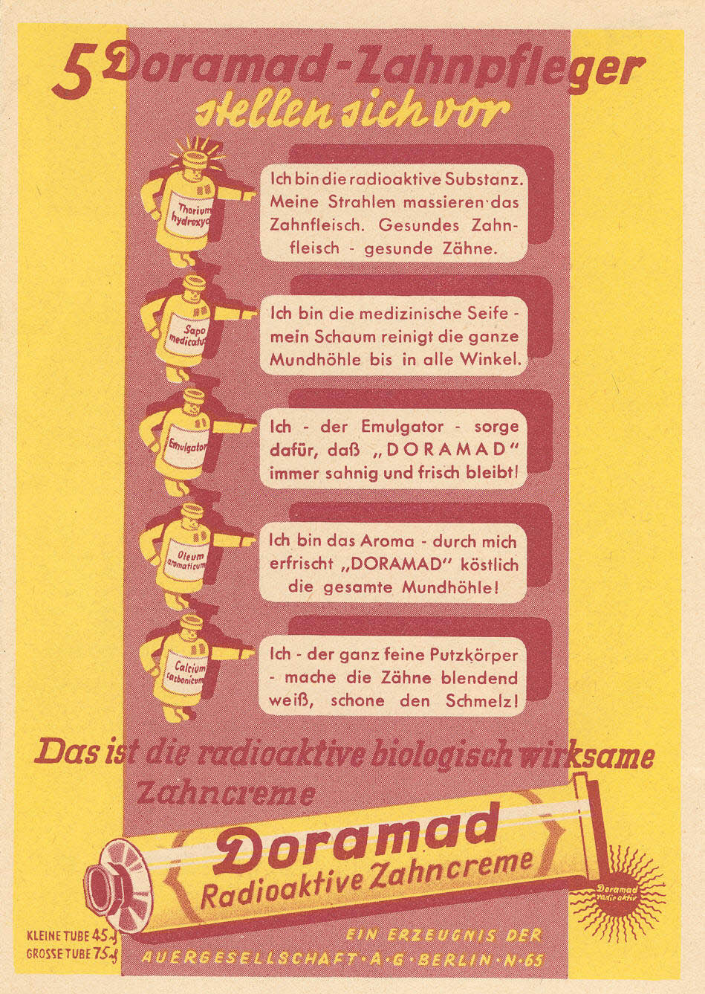 5 Doramad-Zahnpfleger
stellen sich vor
Thorium
hydroxyd
Ich bin die radioaktive Substanz.
Meine Strahlen massieren das
Zahnfleisch. Gesundes Zahn-
fleisch - gesunde Zähne.
Sapo
medicatus
Ich bin die medizinische Seife -
mein Schaum reinigt die ganze
Mundhöhle bis in alle Winkel.
Emulgator
Ich - der Emulgator - sorge
dafür, daß „DORAMAD“
immer sahnig und frisch bleibt!
Oleum
aromaticum
Ich bin das Aroma - durch mich
erfrischt „DORAMAD“ köstlich
die gesamte Mundhöhle!
Calcium
carbonicum
Ich - der ganz feine Putzkörper
- mache die Zähne blendend
weiß, schone den Schmelz!
Das ist die radioaktive biologisch wirksame
Zahncreme
Doramad
Radioaktive Zahncreme
Doramad
radioaktiv
KLEINE TUBE 45 ₰
GROSSE TUBE 75 ₰
EIN ERZEUGNIS DER
AUERGESELLSCHAFT · A · G · BERLIN · N · 65